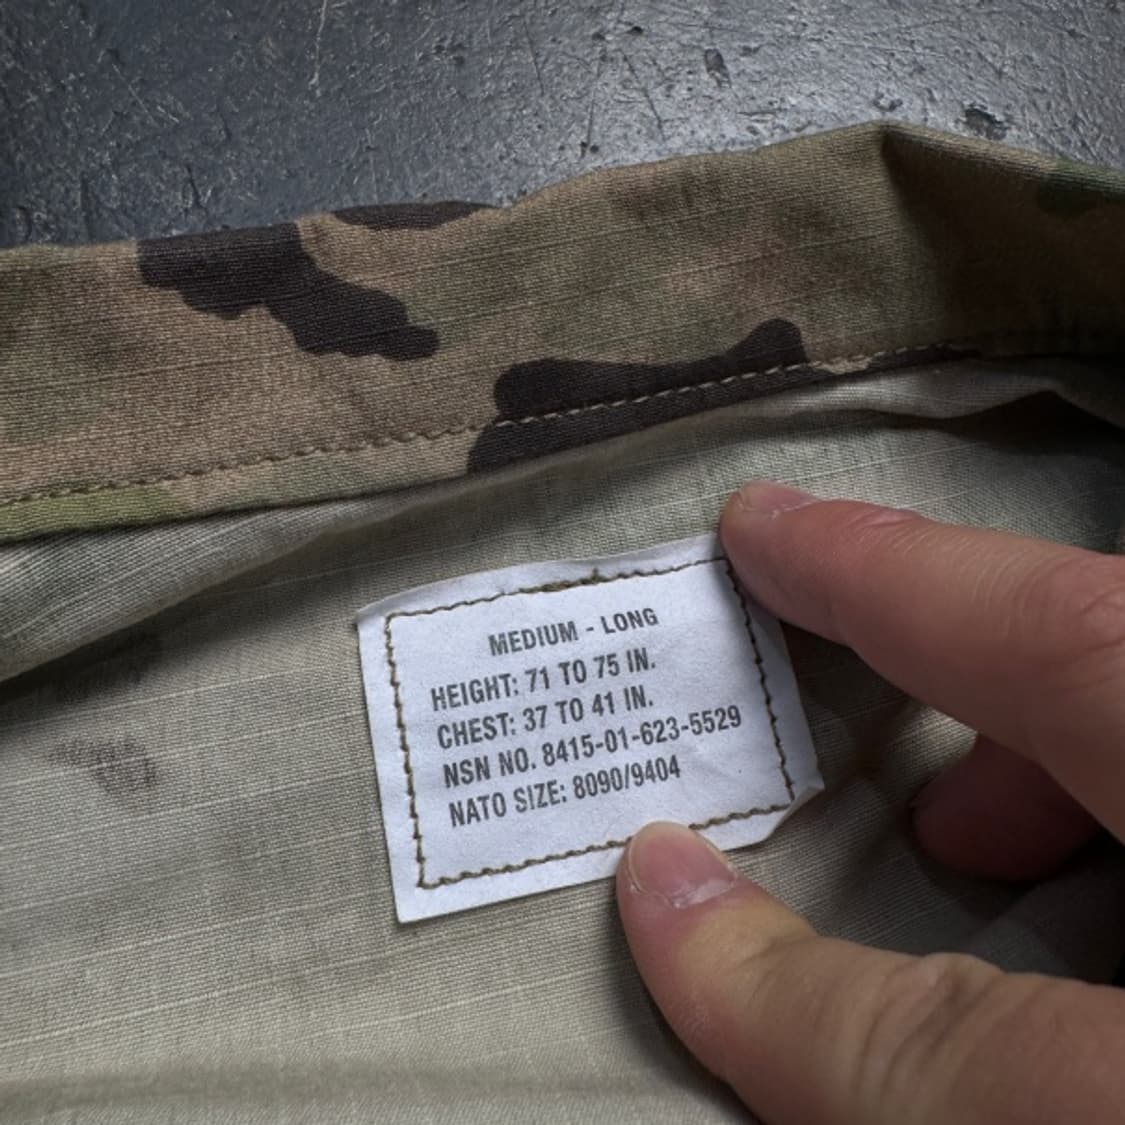 MEDIUM - LONG
HEIGHT: 71 TO 75 IN.
CHEST: 37 TO 41 IN.
NSN NO. 8415-01-623-5529
NATO SIZE: 8090/9404